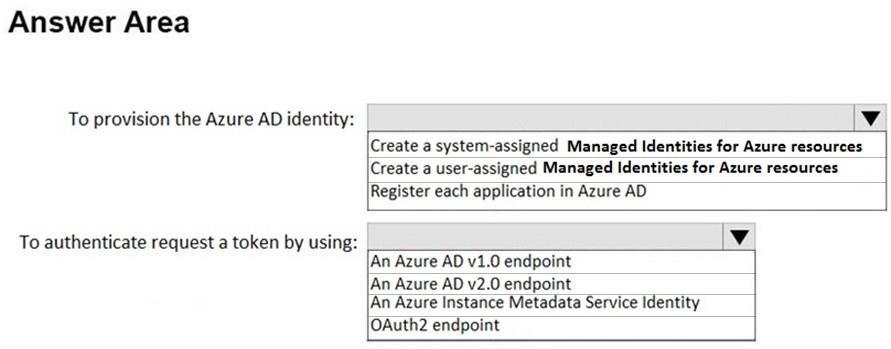 Answer Area
To provision the Azure AD identity:
Create a system-assigned Managed Identities for Azure resources
Create a user-assigned Managed Identities for Azure resources
Register each application in Azure AD
To authenticate request a token by using:
An Azure AD v1.0 endpoint
An Azure AD v2.0 endpoint
An Azure Instance Metadata Service Identity
OAuth2 endpoint